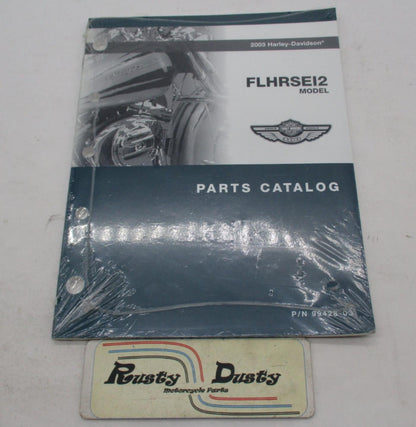 2003 Harley-Davidson®
FLHRSEI2
MODEL
PARTS CATALOG
P/N 99428-03
Rusty Dusty
Motorcycle Parts